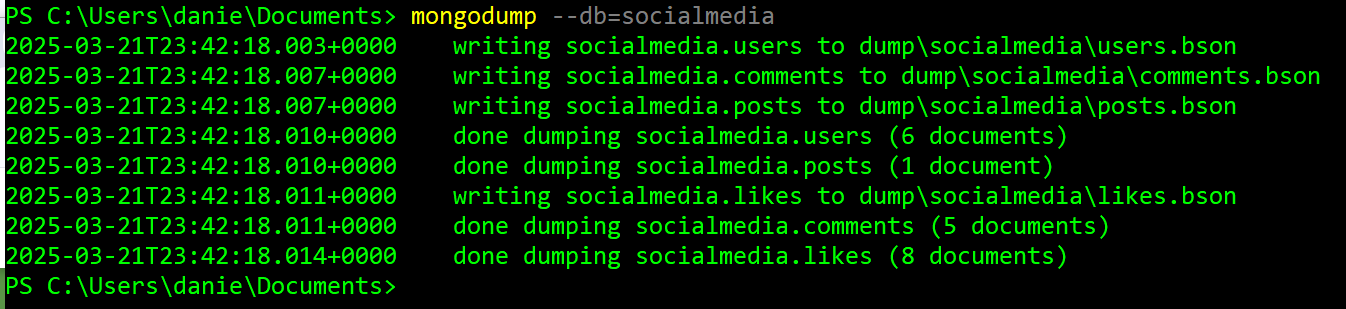 PS C:\Users\danie\Documents> mongodump --db=socialmedia
2025-03-21T23:42:18.003+0000    writing socialmedia.users to dump\socialmedia\users.bson
2025-03-21T23:42:18.007+0000    writing socialmedia.comments to dump\socialmedia\comments.bson
2025-03-21T23:42:18.007+0000    writing socialmedia.posts to dump\socialmedia\posts.bson
2025-03-21T23:42:18.010+0000    done dumping socialmedia.users (6 documents)
2025-03-21T23:42:18.010+0000    done dumping socialmedia.posts (1 document)
2025-03-21T23:42:18.011+0000    writing socialmedia.likes to dump\socialmedia\likes.bson
2025-03-21T23:42:18.011+0000    done dumping socialmedia.comments (5 documents)
2025-03-21T23:42:18.014+0000    done dumping socialmedia.likes (8 documents)
PS C:\Users\danie\Documents>